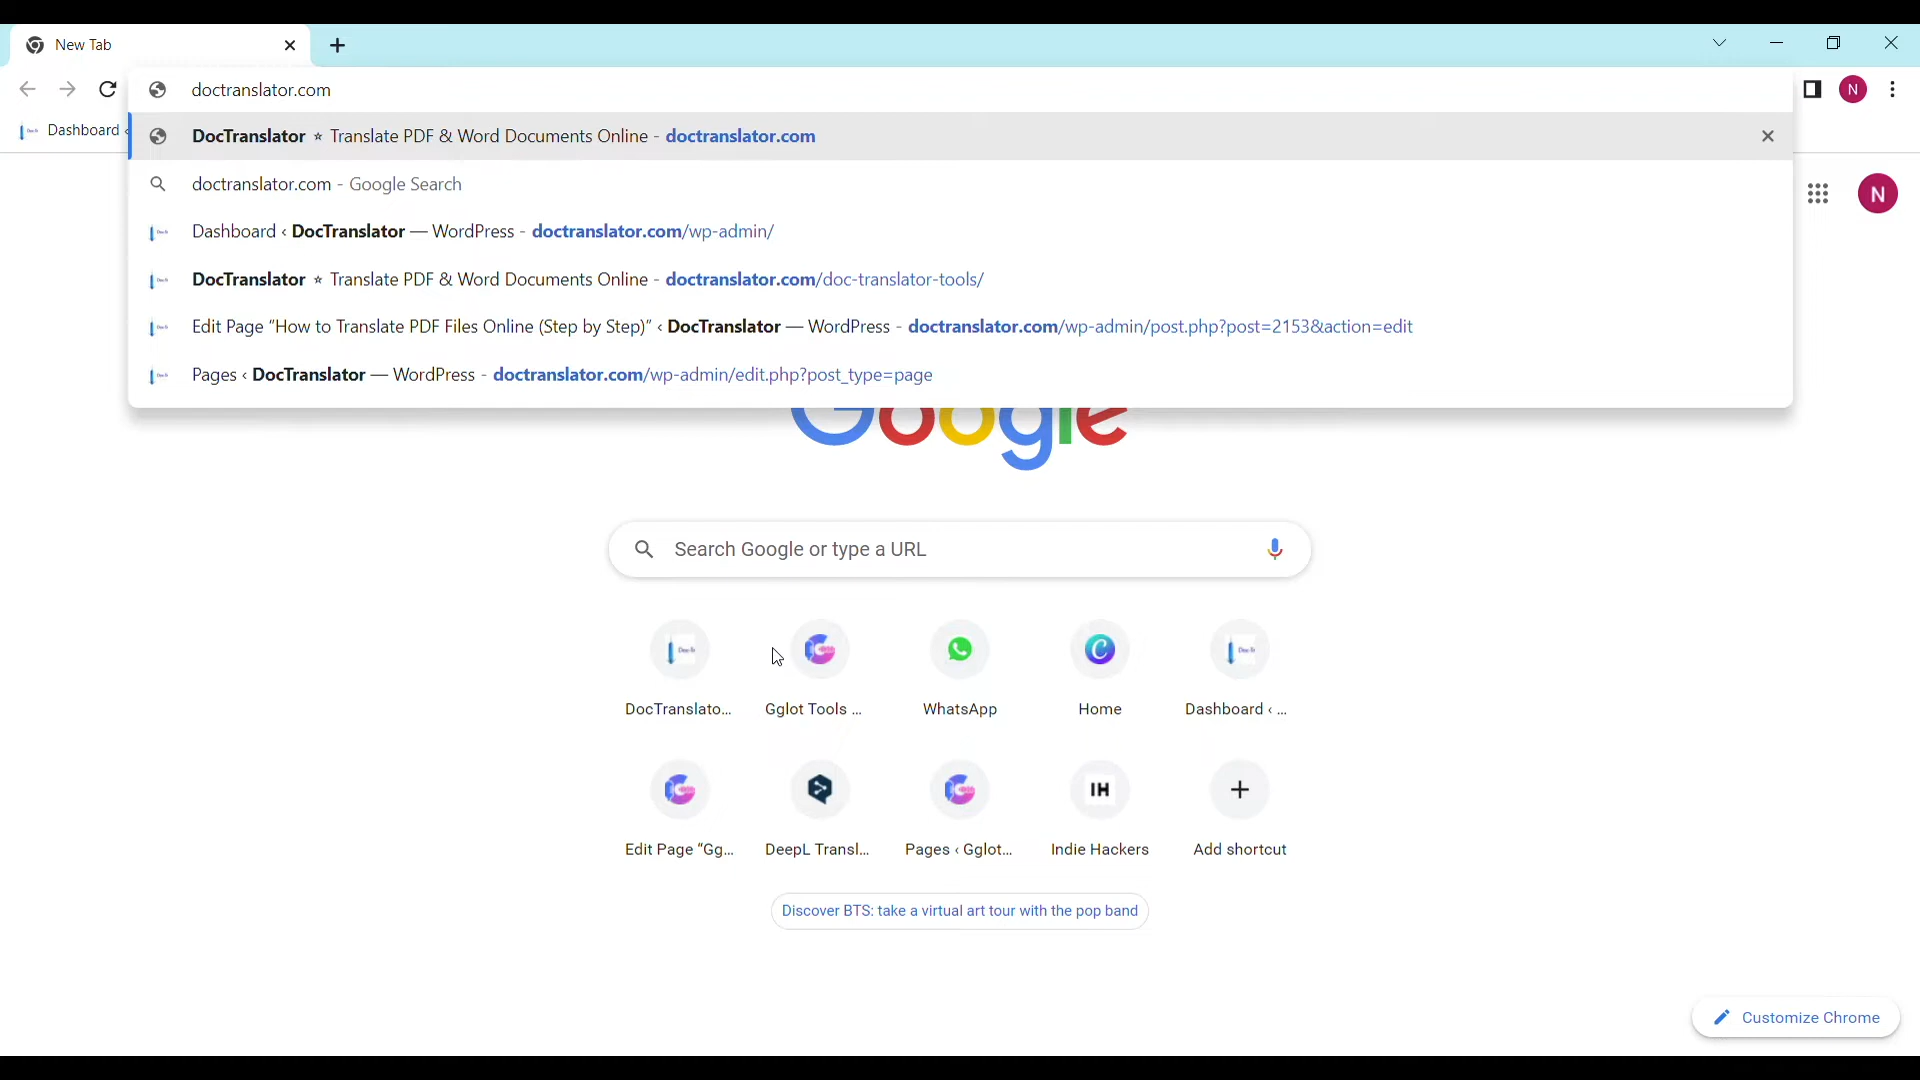 New Tab
doctranslator.com
Dashboard ‹
DocTranslator ⭐ Translate PDF & Word Documents Online - doctranslator.com
doctranslator.com - Google Search
Dashboard ‹ DocTranslator — WordPress - doctranslator.com/wp-admin/
DocTranslator ⭐ Translate PDF & Word Documents Online - doctranslator.com/doc-translator-tools/
Edit Page “How to Translate PDF Files Online (Step by Step)” ‹ DocTranslator — WordPress - doctranslator.com/wp-admin/post.php?post=2153&action=edit
Pages ‹ DocTranslator — WordPress - doctranslator.com/wp-admin/edit.php?post_type=page
N
N
Google
Search Google or type a URL
DocTranslato... Gglot Tools ... WhatsApp Home Dashboard ‹ ...
IH
Edit Page “Gg... DeepL Transl... Pages ‹ Gglot... Indie Hackers Add shortcut
Discover BTS: take a virtual art tour with the pop band
Customize Chrome